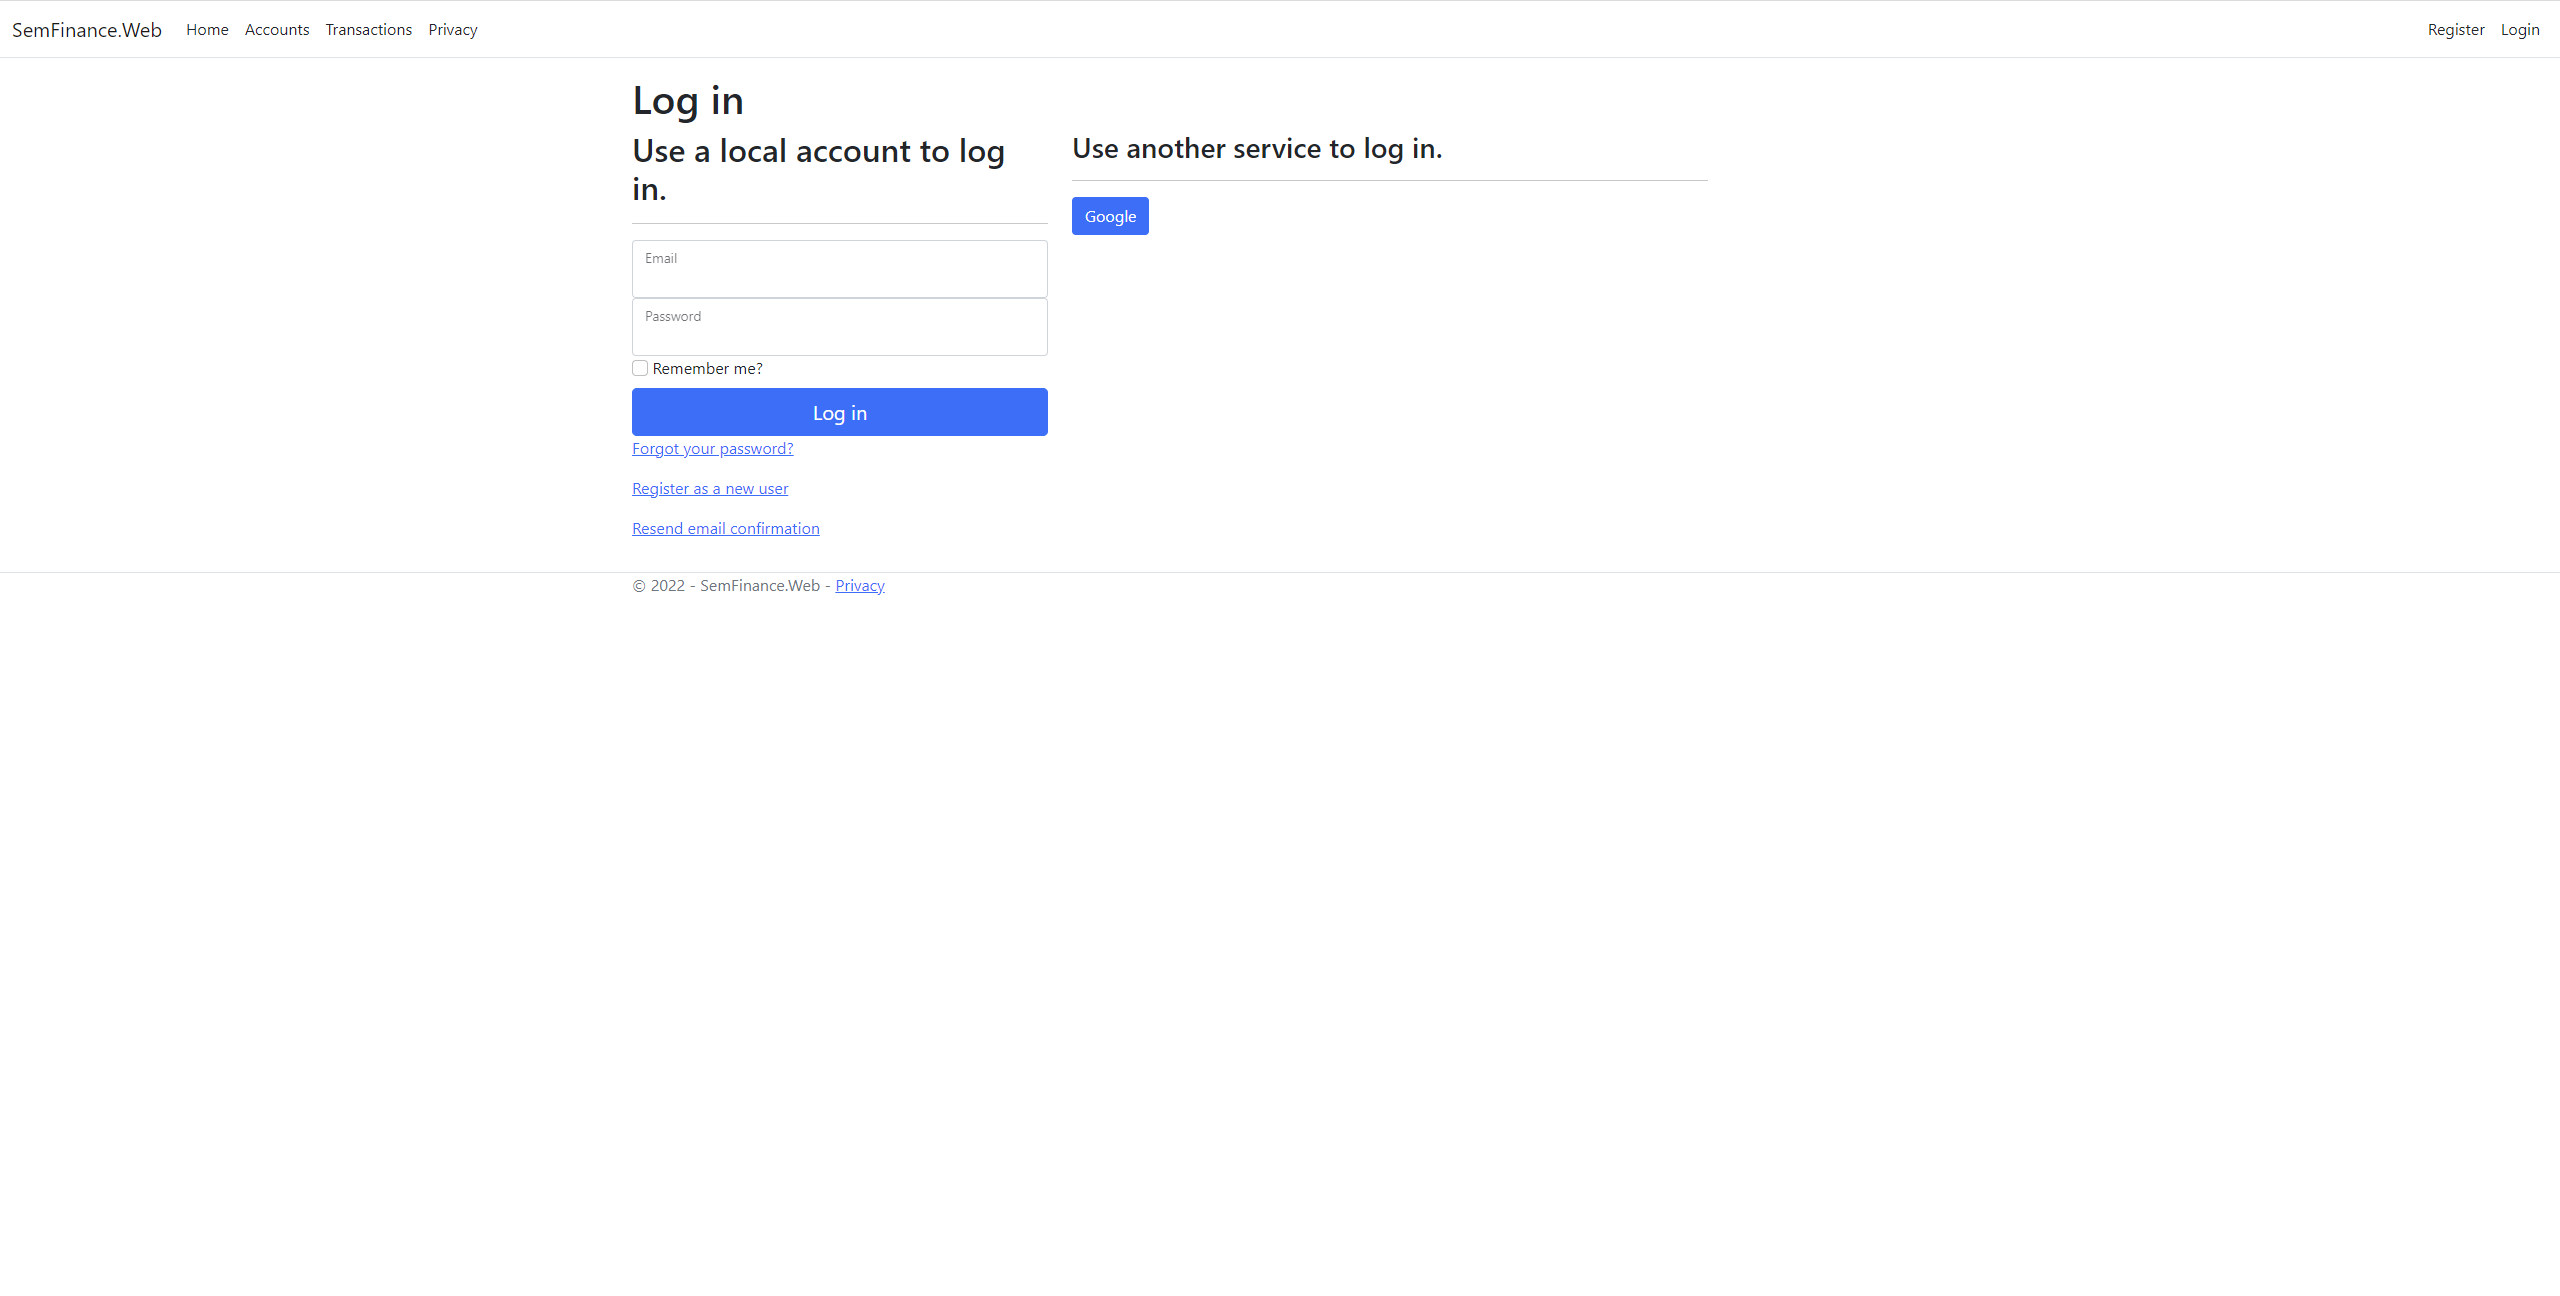 SemFinance.Web Home Accounts Transactions Privacy Register Login
Log in
Use a local account to log
in.
Email
Password
Remember me?
Log in
Forgot your password?
Register as a new user
Resend email confirmation
Use another service to log in.
Google
© 2022 - SemFinance.Web - Privacy